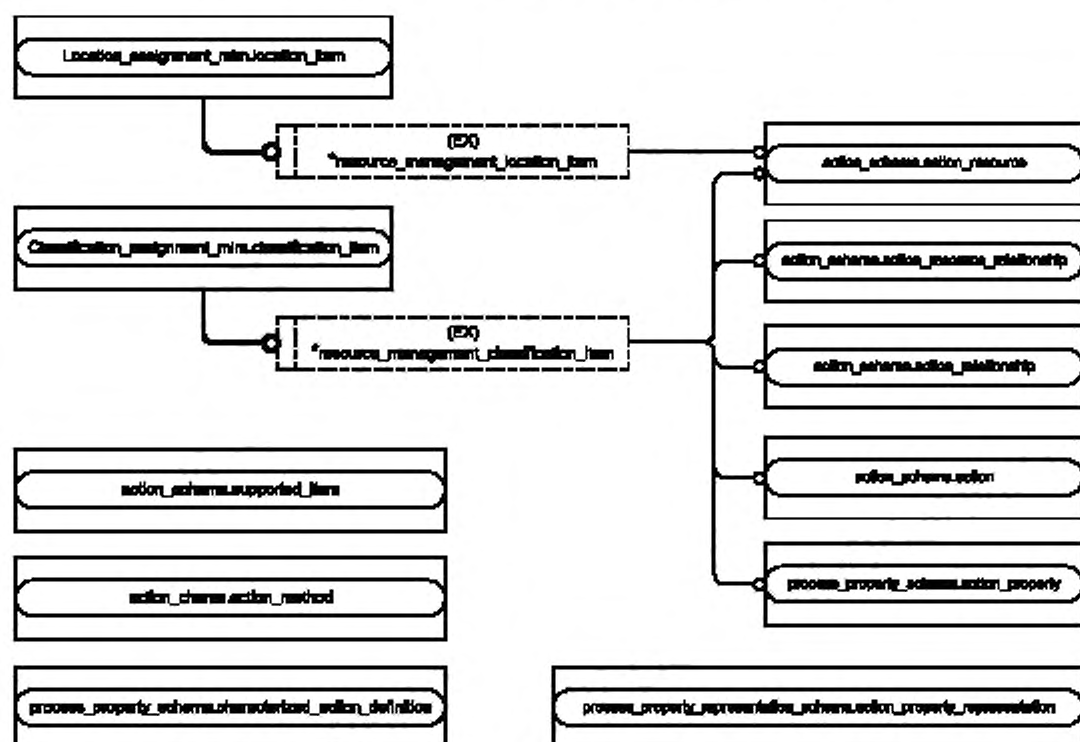 Location_assignment_mim.location_item
(EX)
*resource_management_location_item
action_schema.action_resource
Classification_assignment_mim.classification_item
action_schema.action_resource_relationship
(EX)
*resource_management_classification_item
action_schema.action_relationship
action_schema.supported_item
action_schema.action
action_chema.action_method
process_property_schema.action_property
process_property_schema.characterized_action_definition
process_property_representation_schema.action_property_representation